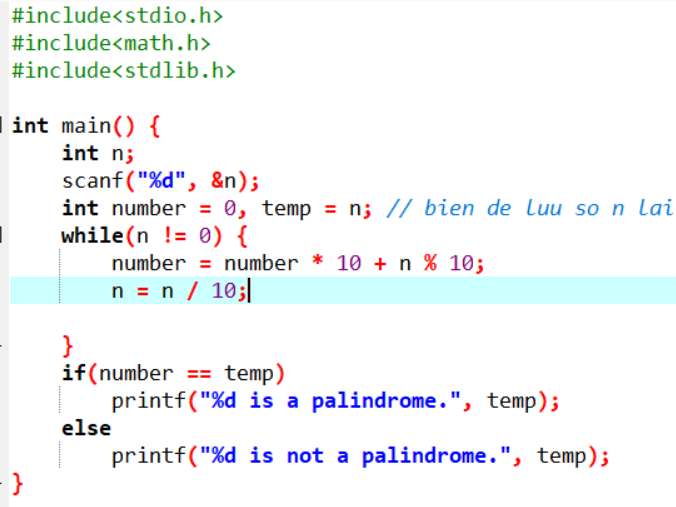 #include<stdio.h>
#include<math.h>
#include<stdlib.h>
int main() {
int n;
scanf("%d", &n);
int number = 0, temp = n; // bien de luu so n lai
while(n != 0) {
number = number * 10 + n % 10;
n = n / 10;
}
if(number == temp)
printf("%d is a palindrome.", temp);
else
printf("%d is not a palindrome.", temp);
}